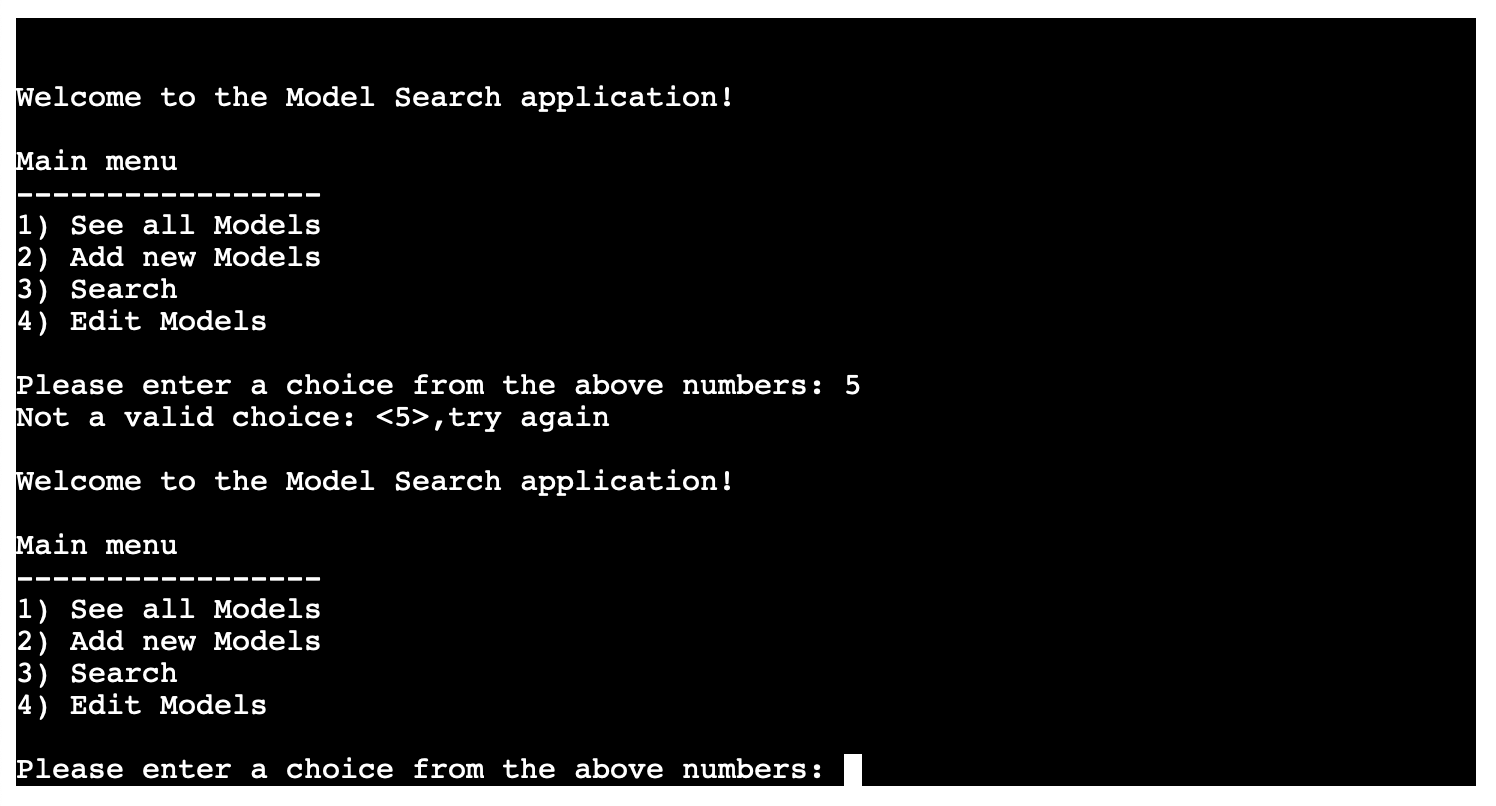 Welcome to the Model Search application!
Main menu
-----------------
1) See all Models
2) Add new Models
3) Search
4) Edit Models
Please enter a choice from the above numbers: 5
Not a valid choice: <5>,try again
Welcome to the Model Search application!
Main menu
-----------------
1) See all Models
2) Add new Models
3) Search
4) Edit Models
Please enter a choice from the above numbers: